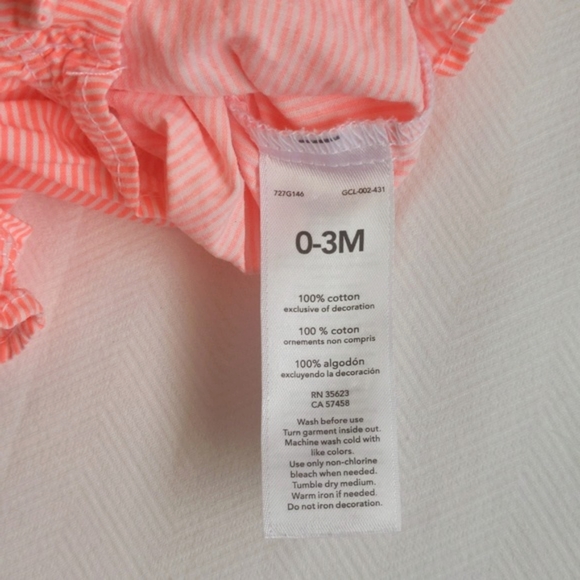 727G146 GCL-002-431
0-3M
100% cotton
exclusive of decoration
100 % coton
ornements non compris
100% algodón
excluyendo la decoración
RN 35623
CA 57458
Wash before use
Turn garment inside out.
Machine wash cold with
like colors.
Use only non-chlorine
bleach when needed.
Tumble dry medium.
Warm iron if needed.
Do not iron decoration.